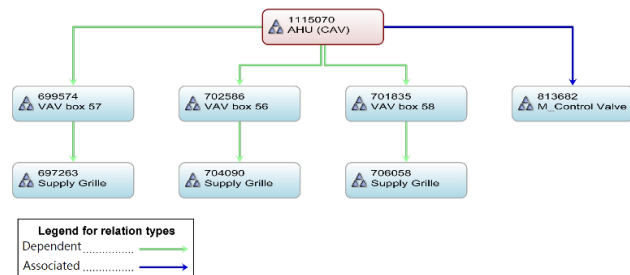 1115070
AHU (CAV)
699574
VAV box 57
702586
VAV box 56
701835
VAV box 58
813682
M_Control Valve
697263
Supply Grille
704090
Supply Grille
706058
Supply Grille
Legend for relation types
Dependent ..............
Associated .............